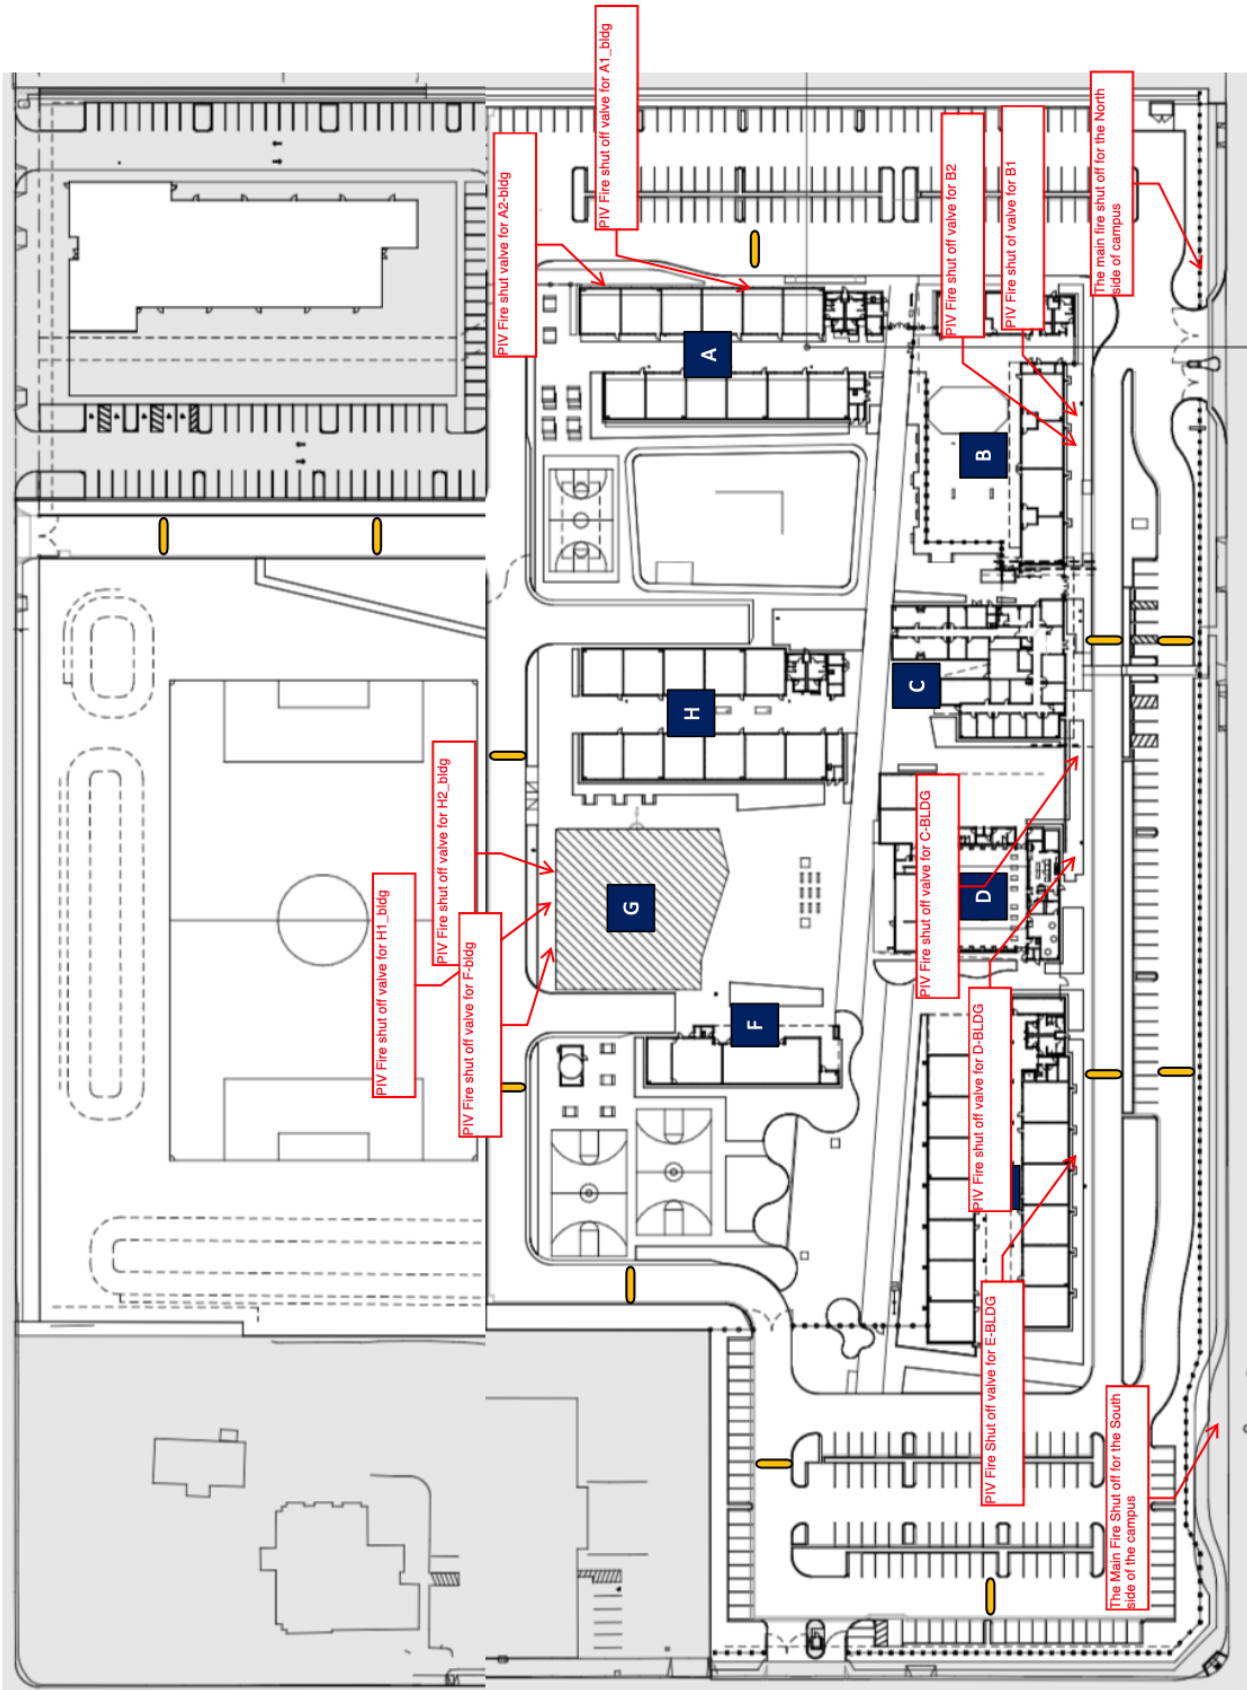 PIV Fire shut off valve for A1_bldg
PIV Fire shut valve for A2-bldg
PIV Fire shut off valve for B2
PIV Fire shut of valve for B1
The main fire shut off for the North
side of campus
A
B
C
H
PIV Fire shut off valve for H2_bldg
PIV Fire shut off valve for H1_bldg
PIV Fire shut off valve for F-bldg
G
D
F
PIV Fire shut off valve for C-BLDG
PIV Fire shut off valve for D-BLDG
PIV Fire Shut off valve for E-BLDG
The Main Fire Shut off for the South
side of the campus